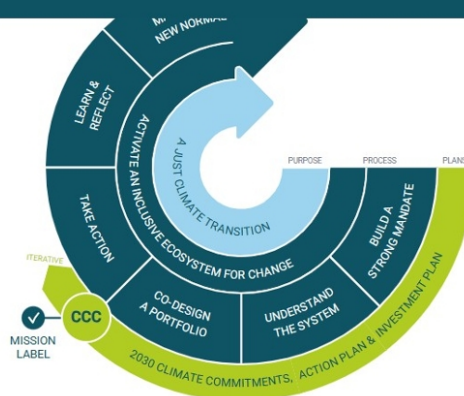 NEW NORMAL
LEARN &
REFLECT
ACTIVATE AN INCLUSIVE ECOSYSTEM FOR CHANGE
A JUST CLIMATE TRANSITION
PURPOSE
PROCESS
PLANS
TAKE ACTION
BUILD A
STRONG MANDATE
ITERATIVE
CO-DESIGN
A PORTFOLIO
UNDERSTAND
THE SYSTEM
CCC
MISSION
LABEL
2030 CLIMATE COMMITMENTS, ACTION PLAN & INVESTMENT PLAN